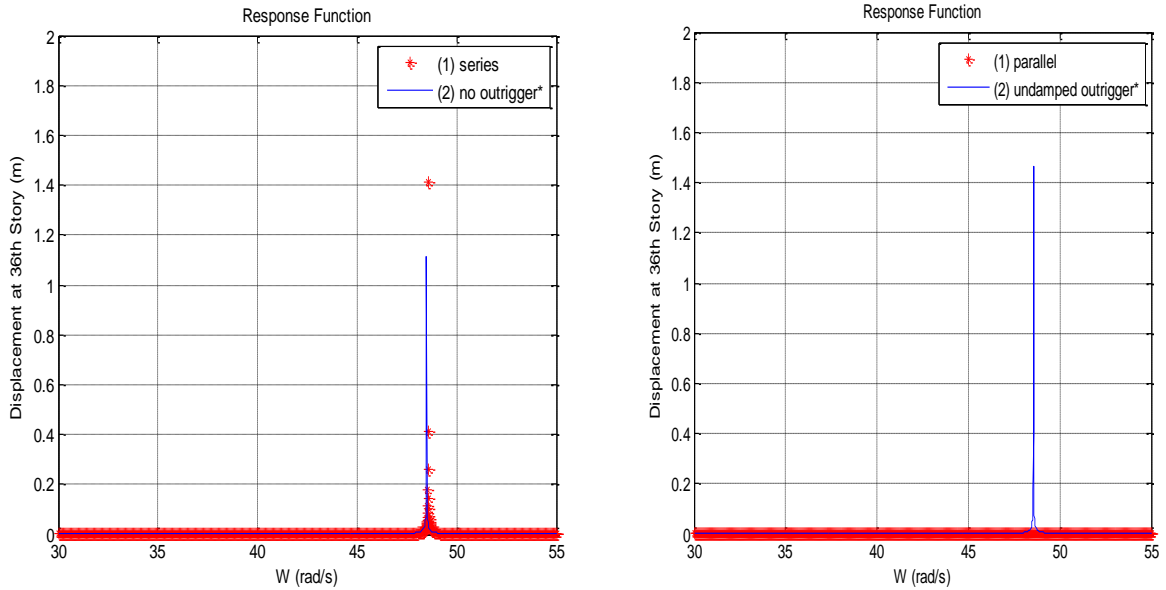 Response Function
2
1.8
1.6
1.4
1.2
1
0.8
0.6
0.4
0.2
0
Displacement at 36th Story (m)
(1) series
(2) no outrigger*
30 35 40 45 50 55
W (rad/s)
Response Function
2
1.8
1.6
1.4
1.2
1
0.8
0.6
0.4
0.2
0
Displacement at 36th Story (m)
(1) parallel
(2) undamped outrigger*
30 35 40 45 50 55
W (rad/s)